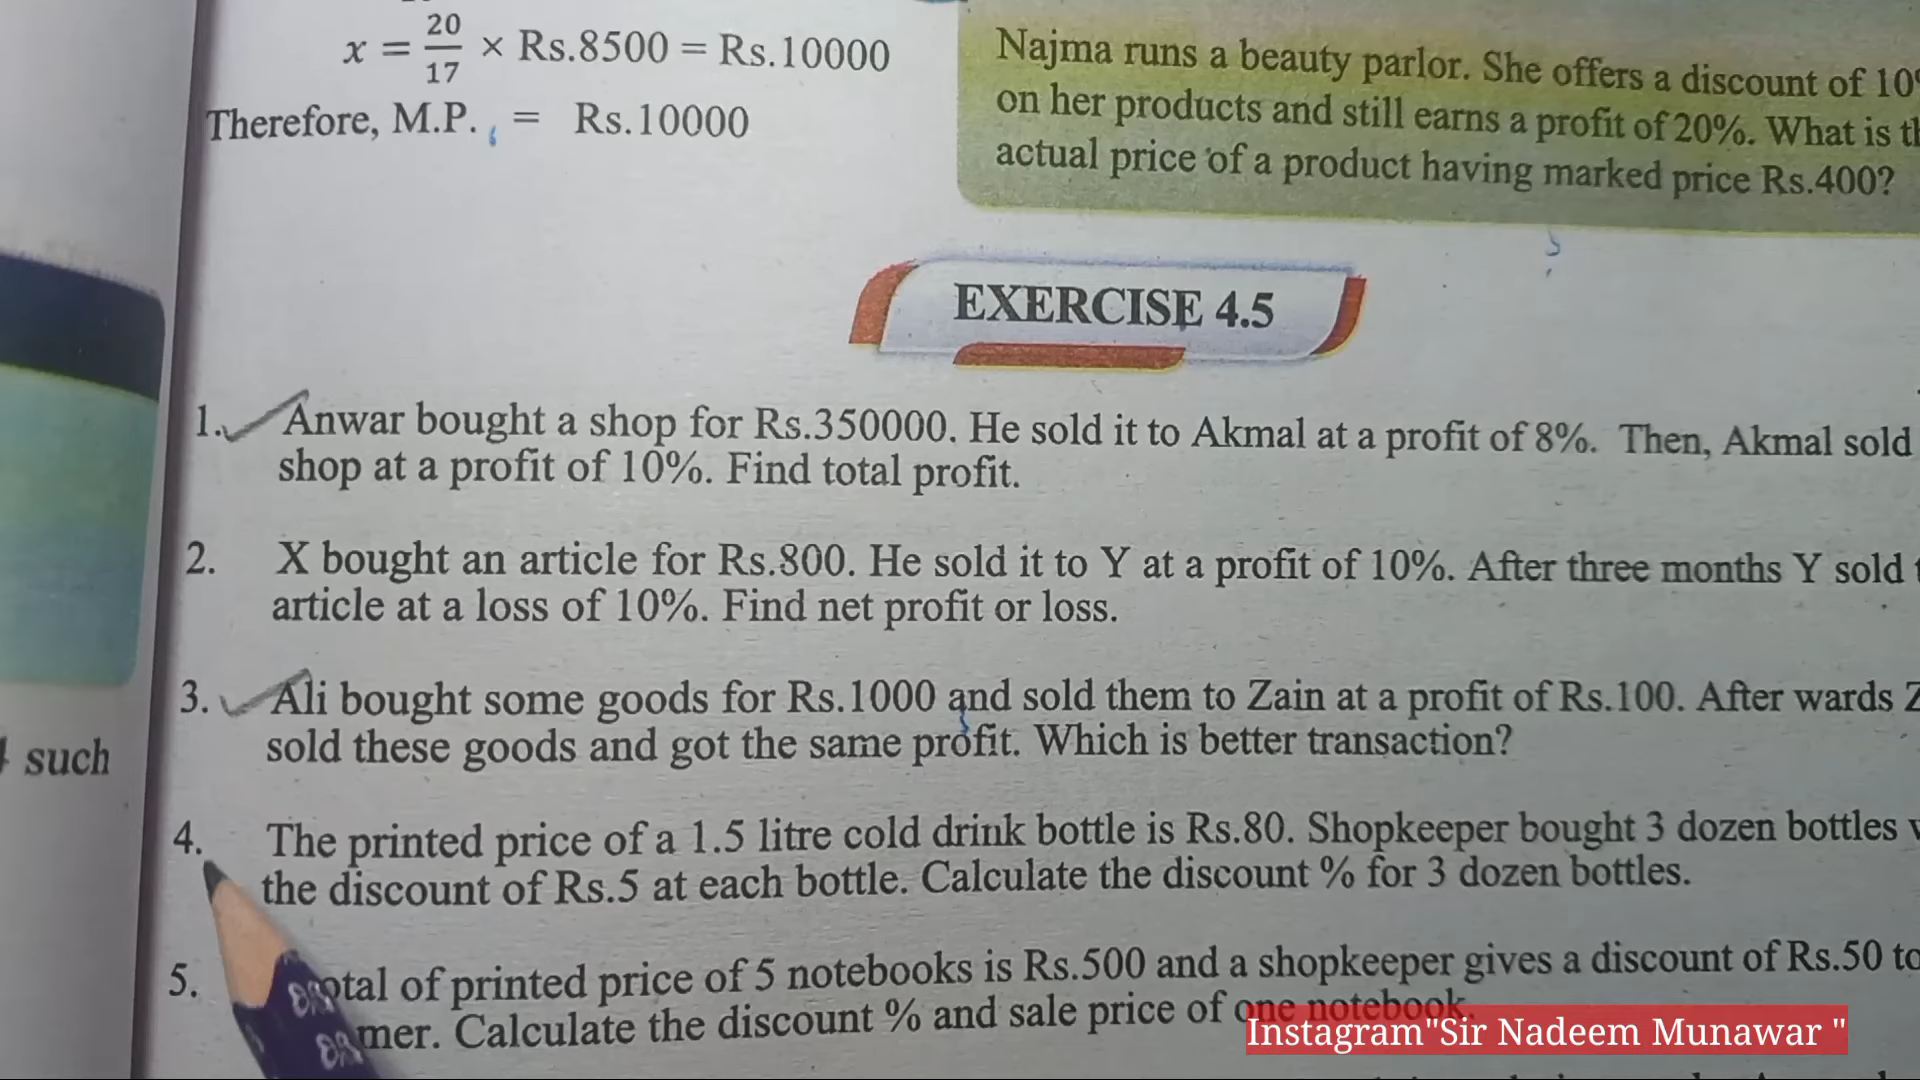 x = 20/17 × Rs.8500 = Rs.10000
Therefore, M.P. = Rs.10000
Najma runs a beauty parlor. She offers a discount of 10
on her products and still earns a profit of 20%. What is
actual price of a product having marked price Rs.400?
EXERCISE 4.5
1. Anwar bought a shop for Rs.350000. He sold it to Akmal at a profit of 8%. Then, Akmal sold
shop at a profit of 10%. Find total profit.
2. X bought an article for Rs.800. He sold it to Y at a profit of 10%. After three months Y sold
article at a loss of 10%. Find net profit or loss.
3. Ali bought some goods for Rs.1000 and sold them to Zain at a profit of Rs.100. After wards Z
sold these goods and got the same profit. Which is better transaction?
such
4. The printed price of a 1.5 litre cold drink bottle is Rs.80. Shopkeeper bought 3 dozen bottles
the discount of Rs.5 at each bottle. Calculate the discount % for 3 dozen bottles.
5. otal of printed price of 5 notebooks is Rs.500 and a shopkeeper gives a discount of Rs.50 to
mer. Calculate the discount % and sale price of one notebook.
Instagram"Sir Nadeem Munawar "